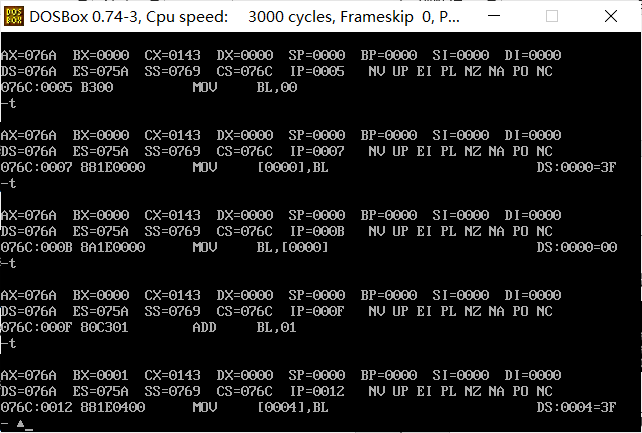 DOSBox 0.74-3, Cpu speed: 3000 cycles, Frameskip 0, P...
AX=076A BX=0000 CX=0143 DX=0000 SP=0000 BP=0000 SI=0000 DI=0000
DS=076A ES=075A SS=0769 CS=076C IP=0005 NV UP EI PL NZ NA PO NC
076C:0005 B300 MOV BL,00
-t
AX=076A BX=0000 CX=0143 DX=0000 SP=0000 BP=0000 SI=0000 DI=0000
DS=076A ES=075A SS=0769 CS=076C IP=0007 NV UP EI PL NZ NA PO NC
076C:0007 881E0000 MOV [0000],BL DS:0000=3F
-t
AX=076A BX=0000 CX=0143 DX=0000 SP=0000 BP=0000 SI=0000 DI=0000
DS=076A ES=075A SS=0769 CS=076C IP=000B NV UP EI PL NZ NA PO NC
076C:000B 8A1E0000 MOV BL,[0000] DS:0000=00
-t
AX=076A BX=0000 CX=0143 DX=0000 SP=0000 BP=0000 SI=0000 DI=0000
DS=076A ES=075A SS=0769 CS=076C IP=000F NV UP EI PL NZ NA PO NC
076C:000F 80C301 ADD BL,01
-t
AX=076A BX=0001 CX=0143 DX=0000 SP=0000 BP=0000 SI=0000 DI=0000
DS=076A ES=075A SS=0769 CS=076C IP=0012 NV UP EI PL NZ NA PO NC
076C:0012 881E0400 MOV [0004],BL DS:0004=3F
- ▲_